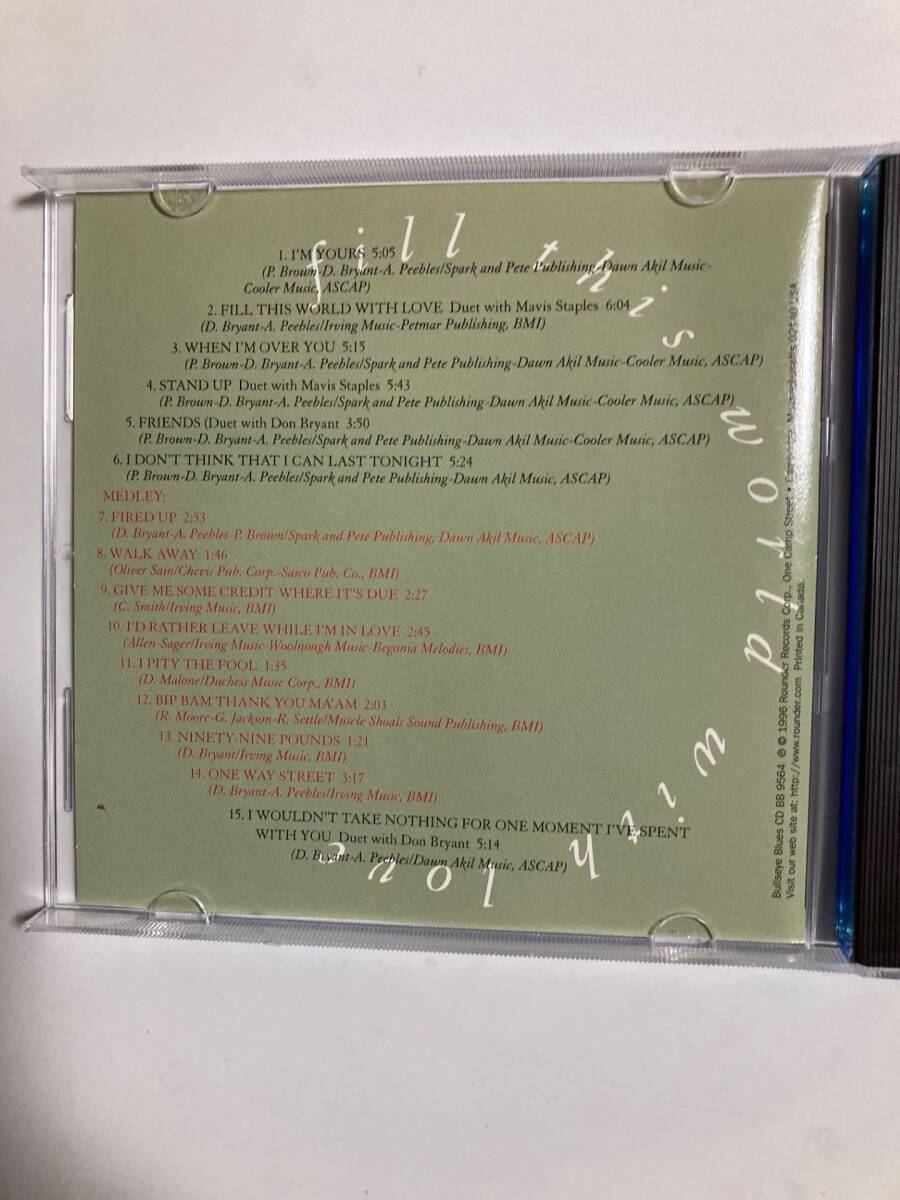 fill this world with love
1. I'M YOURS 5:05
(P. Brown-D. Bryant-A. Peebles/Spark and Pete Publishing-Dawn Akil Music-
Cooler Music, ASCAP)
2. FILL THIS WORLD WITH LOVE Duet with Mavis Staples 6:04
(D. Bryant-A. Peebles/Irving Music-Petmar Publishing, BMI)
3. WHEN I'M OVER YOU 5:15
(P. Brown-D. Bryant-A. Peebles/Spark and Pete Publishing-Dawn Akil Music-Cooler Music, ASCAP)
4. STAND UP Duet with Mavis Staples 5:43
(P. Brown-D. Bryant-A. Peebles/Spark and Pete Publishing-Dawn Akil Music-Cooler Music, ASCAP)
5. FRIENDS (Duet with Don Bryant 3:50
(P. Brown-D. Bryant-A. Peebles/Spark and Pete Publishing-Dawn Akil Music-Cooler Music, ASCAP)
6. I DON'T THINK THAT I CAN LAST TONIGHT 5:24
(P. Brown-D. Bryant-A. Peebles/Spark and Pete Publishing-Dawn Akil Music, ASCAP)
MEDLEY:
7. FIRED UP 2:53
(D. Bryant-A. Peebles-P. Brown/Spark and Pete Publishing, Dawn Akil Music, ASCAP)
8. WALK AWAY 1:46
(Oliver Sain/Chevis Pub. Corp.-Saico Pub. Co., BMI)
9. GIVE ME SOME CREDIT WHERE IT'S DUE 2:27
(C. Smith/Irving Music, BMI)
10. I'D RATHER LEAVE WHILE I'M IN LOVE 2:45
(Allen-Sager/Irving Music-Woolnough Music-Begonia Melodies, BMI)
11. I PITY THE FOOL 1:35
(D. Malone/Duchess Music Corp., BMI)
12. BIP BAM THANK YOU MA'AM 2:03
(R. Moore-G. Jackson-R. Settle/Muscle Shoals Sound Publishing, BMI)
13. NINETY-NINE POUNDS 1:21
(D. Bryant/Irving Music, BMI)
14. ONE WAY STREET 3:17
(D. Bryant-A. Peebles/Irving Music, BMI)
15. I WOULDN'T TAKE NOTHING FOR ONE MOMENT I'VE SPENT
WITH YOU Duet with Don Bryant 5:14
(D. Bryant-A. Peebles/Dawn Akil Music, ASCAP)
Bullseye Blues CD BB 9564 ℗ © 1996 Rounder Records Corp., One Camp Street • Massachusetts 02140 USA
Visit our web site at: http://www.rounder.com Printed in Canada.